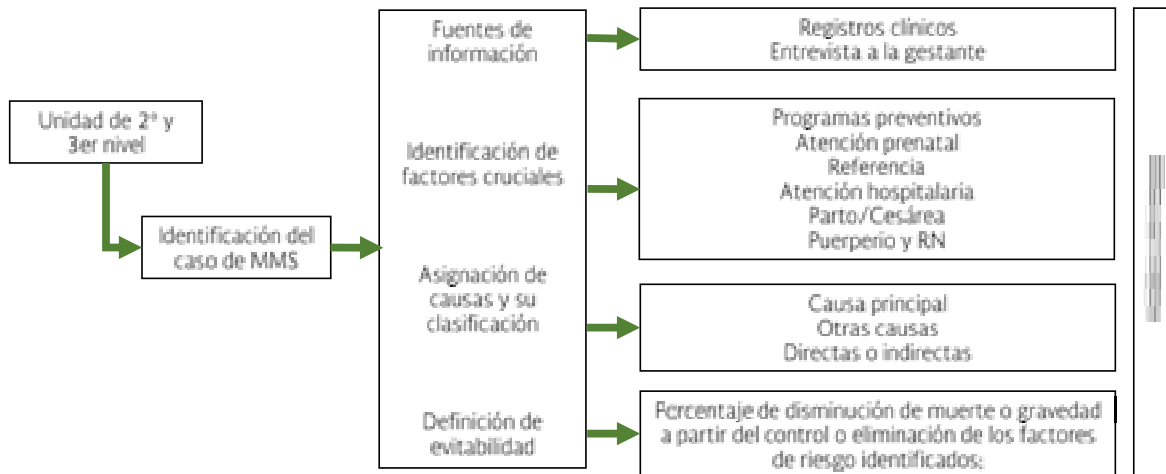 Unidad de 2° y
3er nivel
Identificación del
caso de MMS
Fuentes de
información
Identificación de
factores cruciales
Asignación de
causas y su
clasificación
Definición de
evitabilidad
Registros clínicos
Entrevista a la gestante
Programas preventivos
Atención prenatal
Referencia
Atención hospitalaria
Parto/Cesárea
Puerperio y RN
Causa principal
Otras causas
Directas o indirectas
Percentaje de disminución de muerte o gravedad
a partir del control o eliminación de los factores
de riesgo identificados;